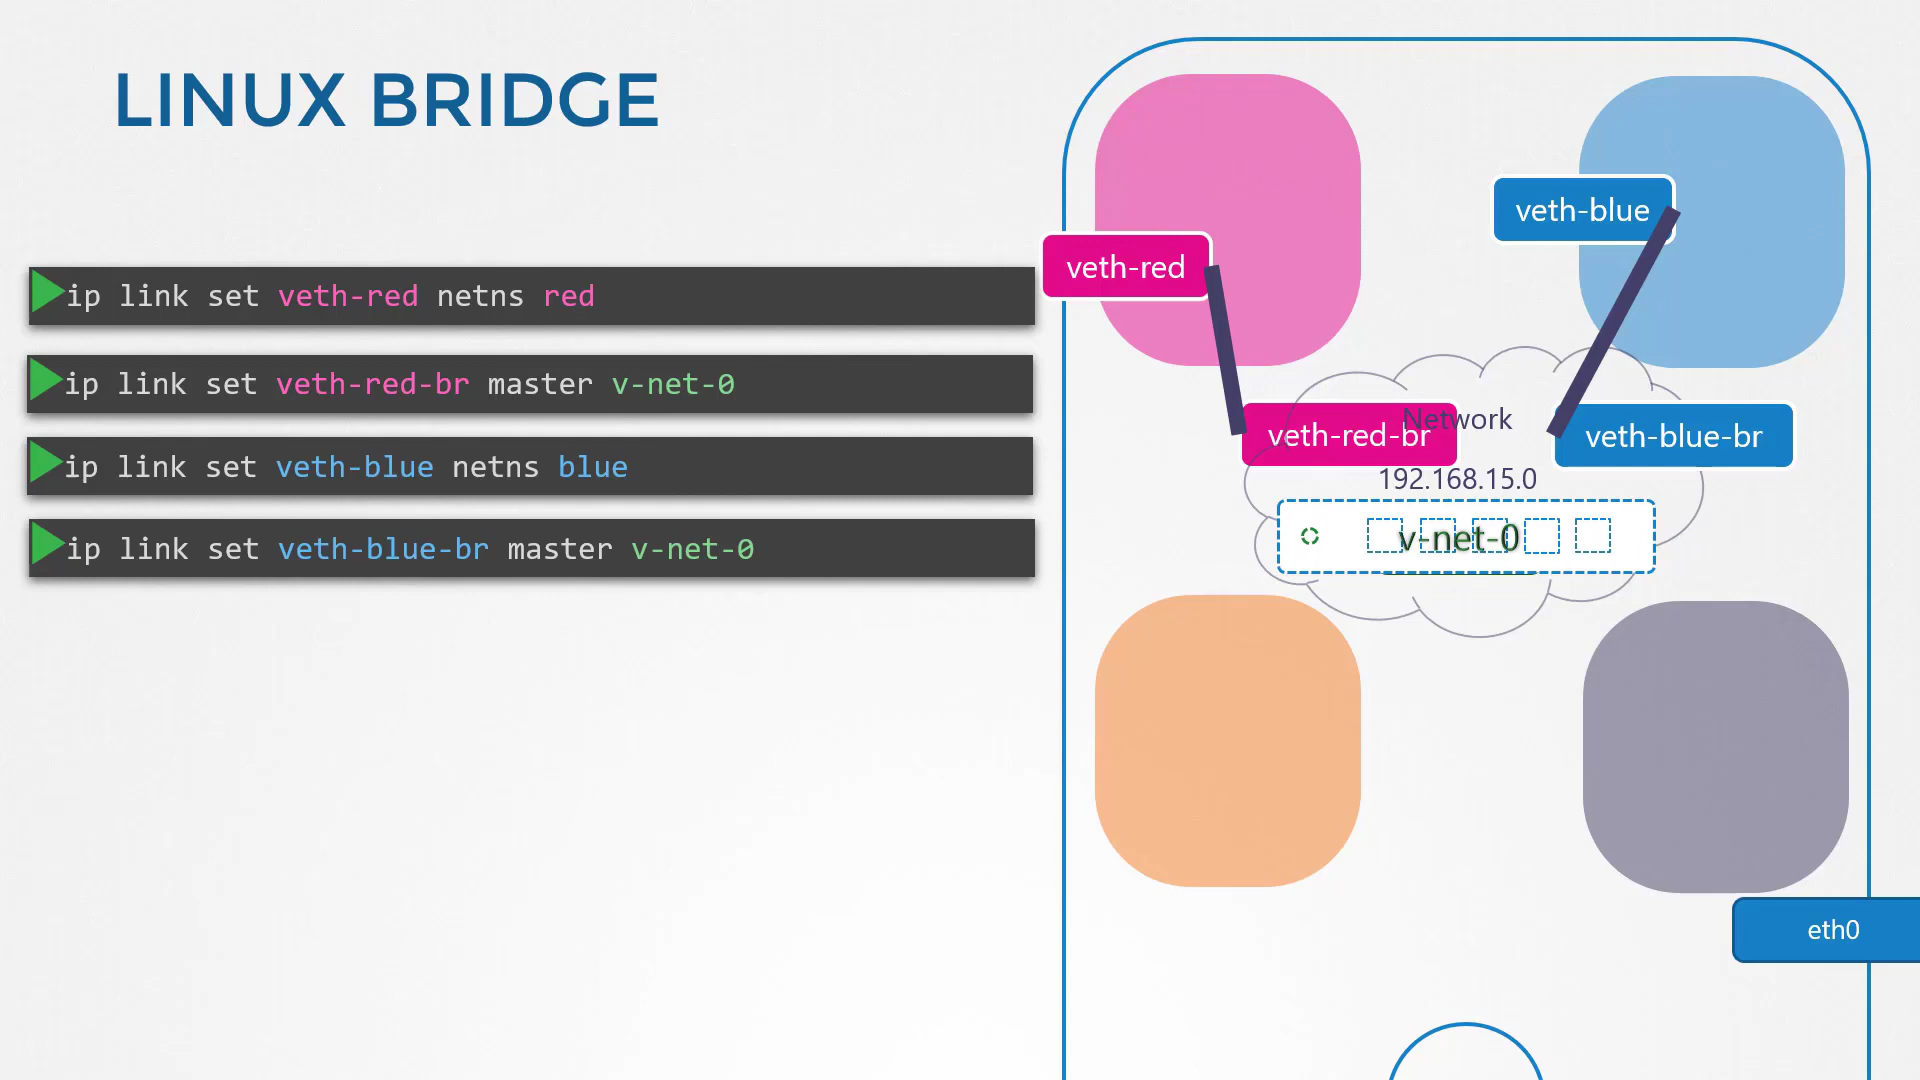 LINUX BRIDGE
ip link set veth-red netns red
ip link set veth-red-br master v-net-0
ip link set veth-blue netns blue
ip link set veth-blue-br master v-net-0
veth-blue
veth-red
Network
veth-red-br
veth-blue-br
192.168.15.0
v-net-0
eth0